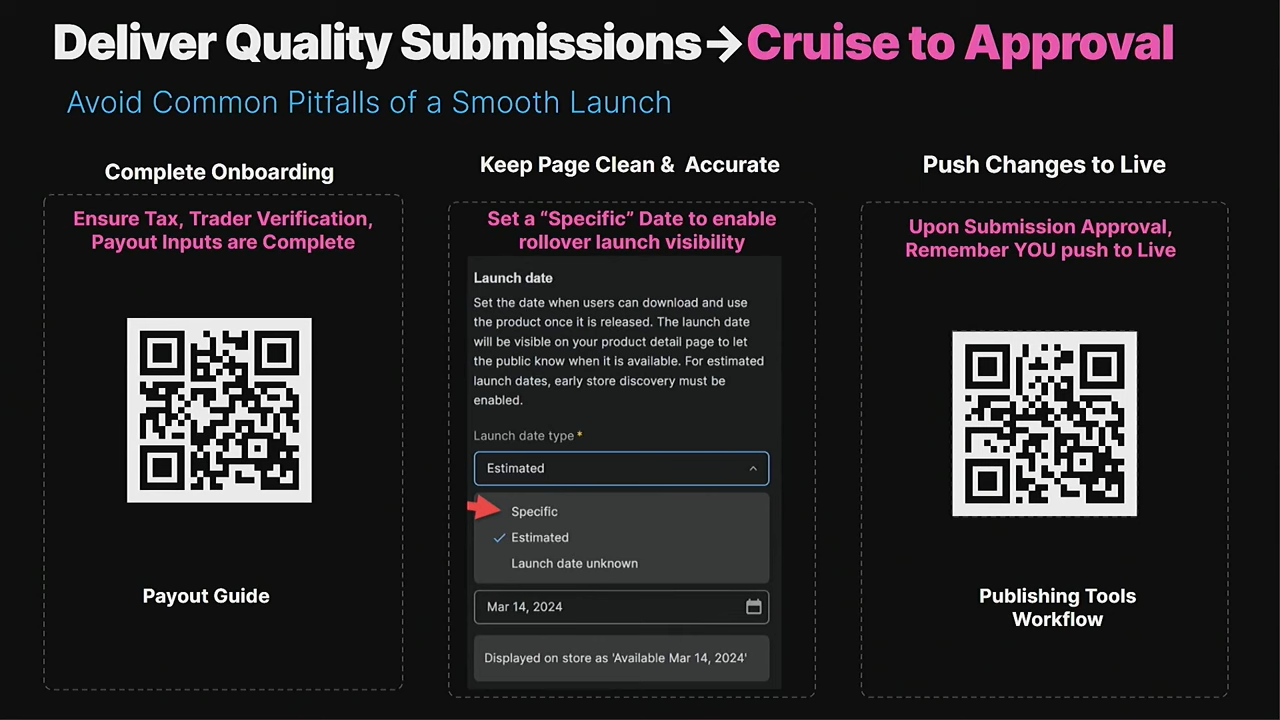 Deliver Quality Submissions→Cruise to Approval
Avoid Common Pitfalls of a Smooth Launch
Complete Onboarding
Ensure Tax, Trader Verification,
Payout Inputs are Complete
Payout Guide
Keep Page Clean & Accurate
Set a “Specific” Date to enable
rollover launch visibility
Launch date
Set the date when users can download and use
the product once it is released. The launch date
will be visible on your product detail page to let
the public know when it is available. For estimated
launch dates, early store discovery must be
enabled.
Launch date type*
Estimated
Specific
Estimated
Launch date unknown
Mar 14, 2024
Displayed on store as 'Available Mar 14, 2024'
Push Changes to Live
Upon Submission Approval,
Remember YOU push to Live
Publishing Tools
Workflow